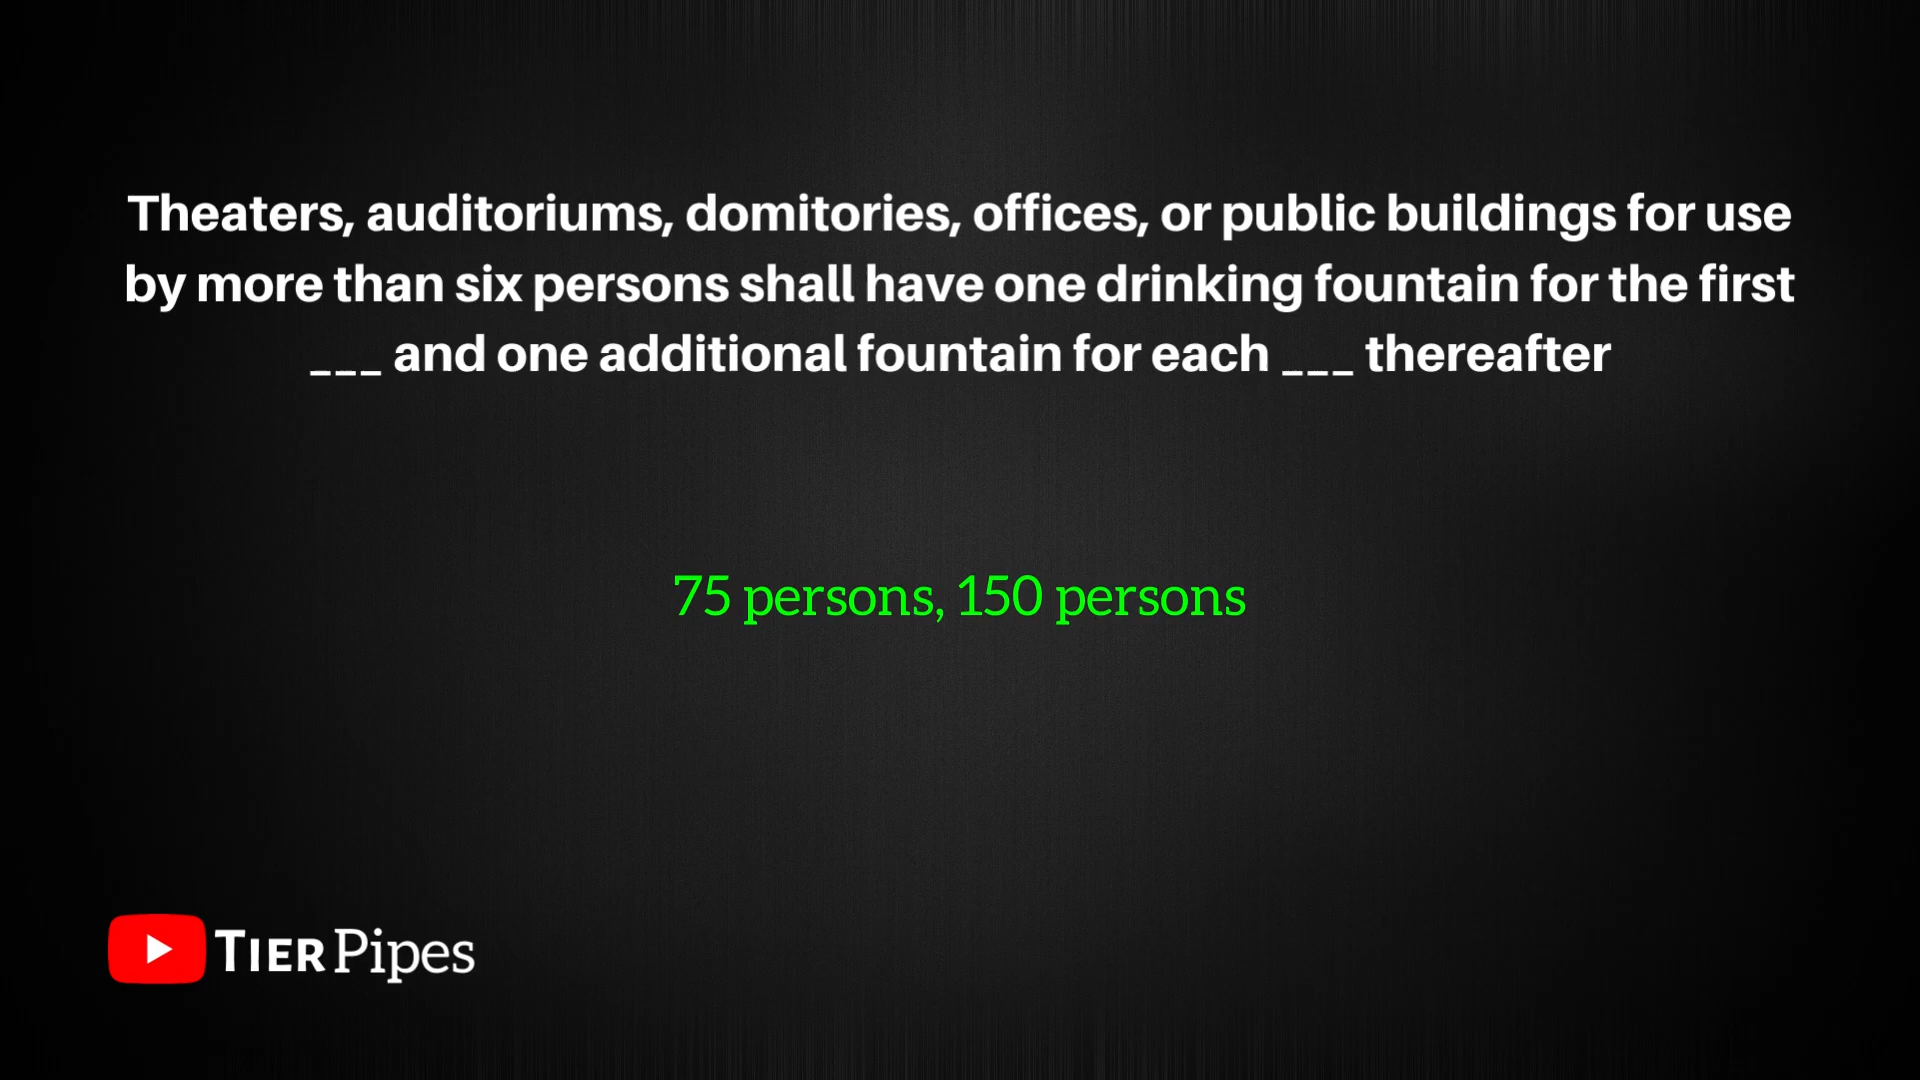 Theaters, auditoriums, domitories, offices, or public buildings for use
by more than six persons shall have one drinking fountain for the first
___ and one additional fountain for each ___ thereafter
75 persons, 150 persons
TIER Pipes